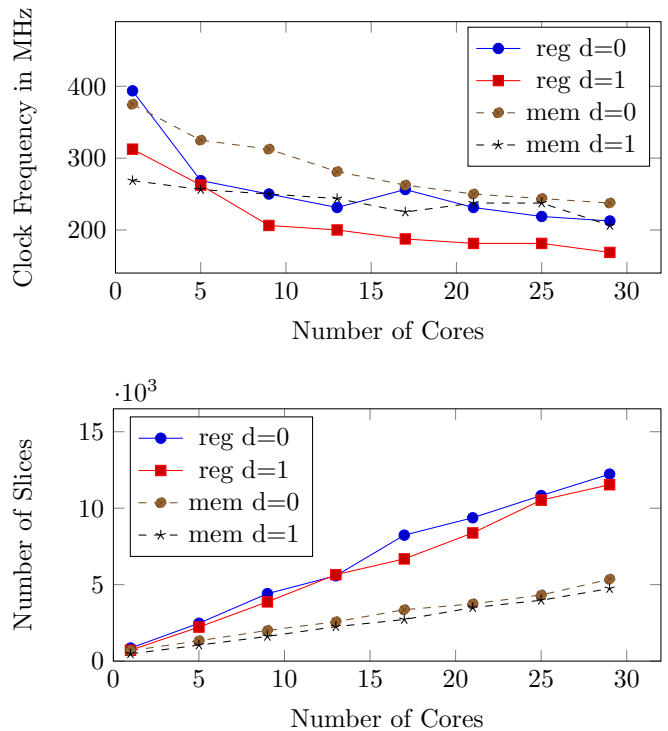 Clock Frequency in MHz
400
300
200
0
5
10
15
20
25
30
Number of Cores
reg d=0
reg d=1
mem d=0
mem d=1
·10³
Number of Slices
15
10
5
0
0
5
10
15
20
25
30
Number of Cores
reg d=0
reg d=1
mem d=0
mem d=1